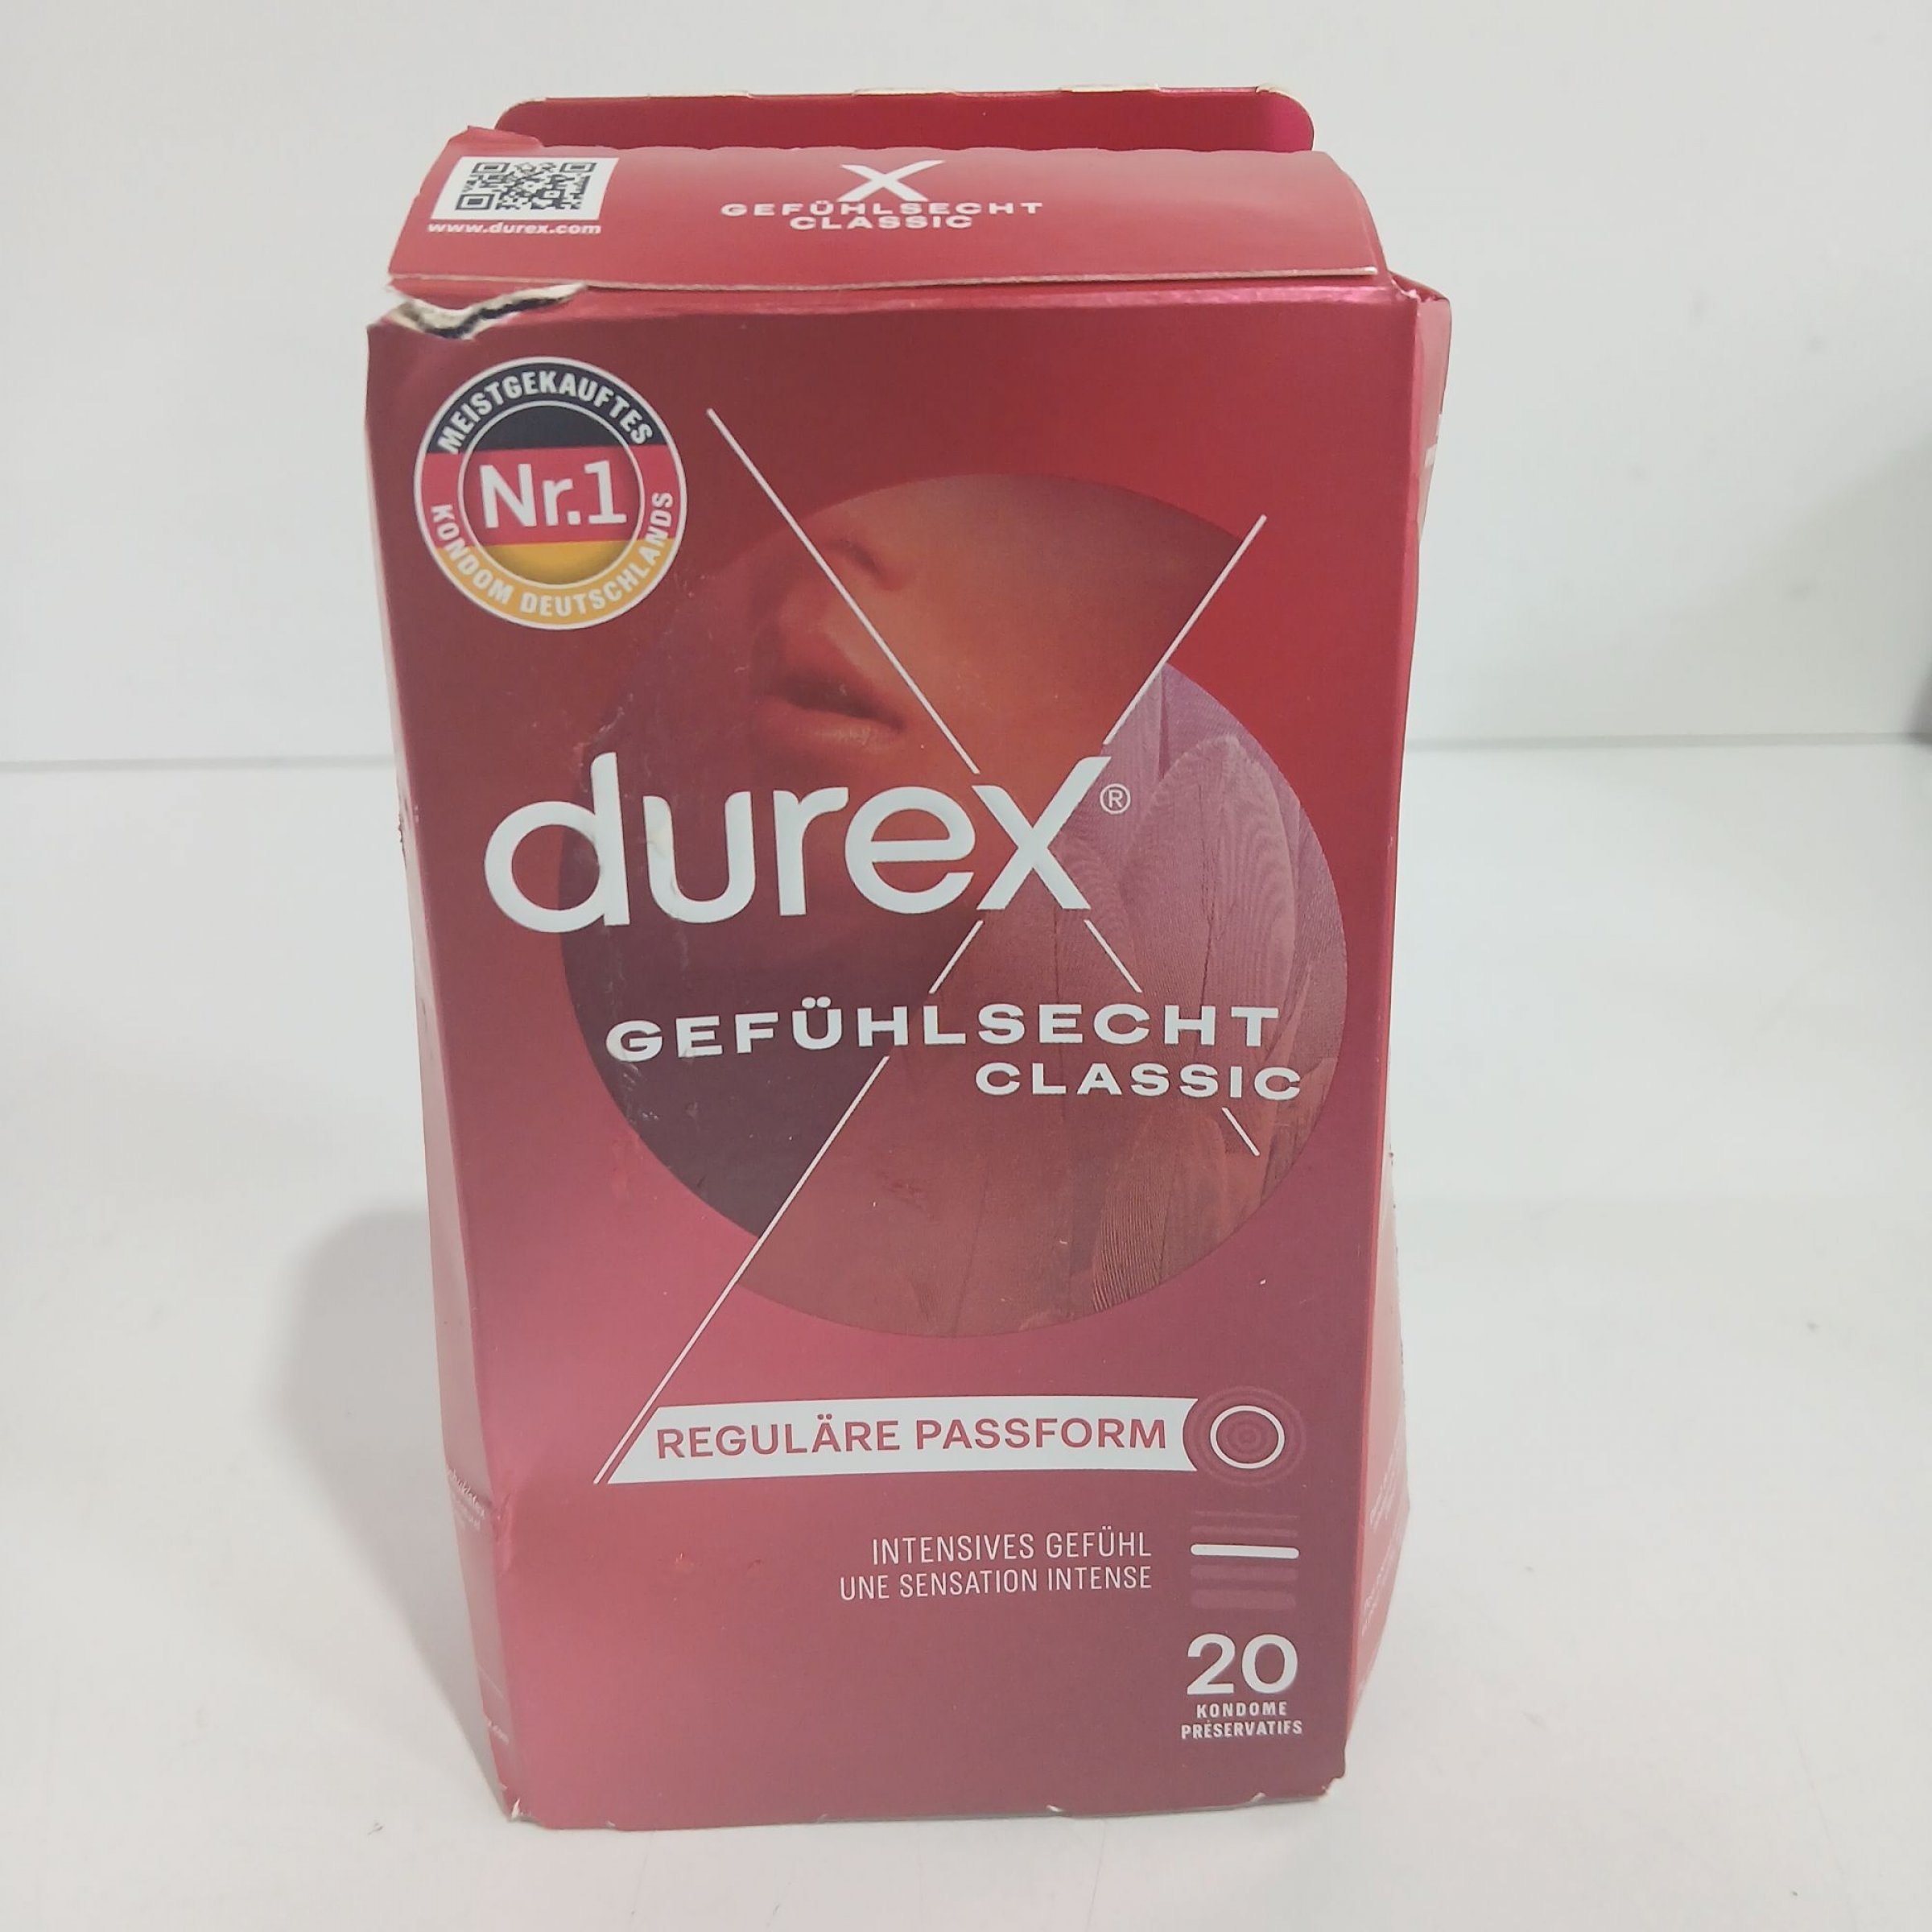 www.durex.com
X
GEFÜHLSECHT
CLASSIC
MEISTGEKAUFTES
Nr.1
KONDOM DEUTSCHLANDS
durex®
GEFÜHLSECHT
CLASSIC
REGULÄRE PASSFORM
INTENSIVES GEFÜHL
UNE SENSATION INTENSE
20
KONDOME
PRÉSERVATIFS